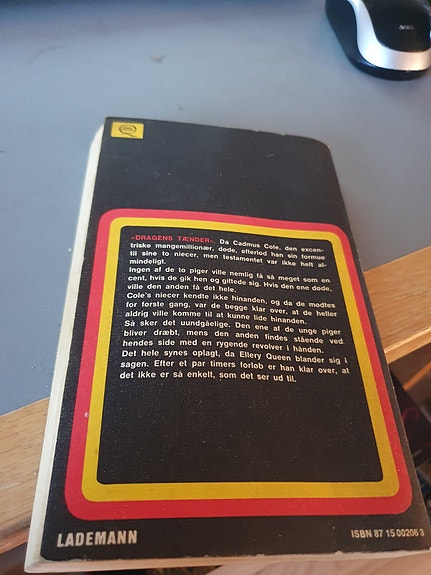 »DRAGENS TÆNDER«. Da Cadmus Cole, den excen-
triske mangemillionær, døde, efterlod han sin formue
til sine to niecer, men testamentet var ikke helt al-
mindeligt.
Ingen af de to piger ville nemlig få så meget som en
cent, hvis de gik hen og giftede sig. Hvis den ene døde,
ville den anden få det hele.
Cole's niecer kendte ikke hinanden, og da de mødtes
for første gang, var de begge klar over, at de heller
aldrig ville komme til at kunne lide hinanden.
Så sker det uundgåelige. Den ene af de unge piger
bliver dræbt, mens den anden findes stående ved
hendes side med en rygende revolver i hånden.
Det hele synes oplagt, da Ellery Queen blander sig i
sagen. Efter et par timers forløb er han klar over, at
det ikke er så enkelt, som det ser ud til.
LADEMANN
ISBN 87 15 00206 3